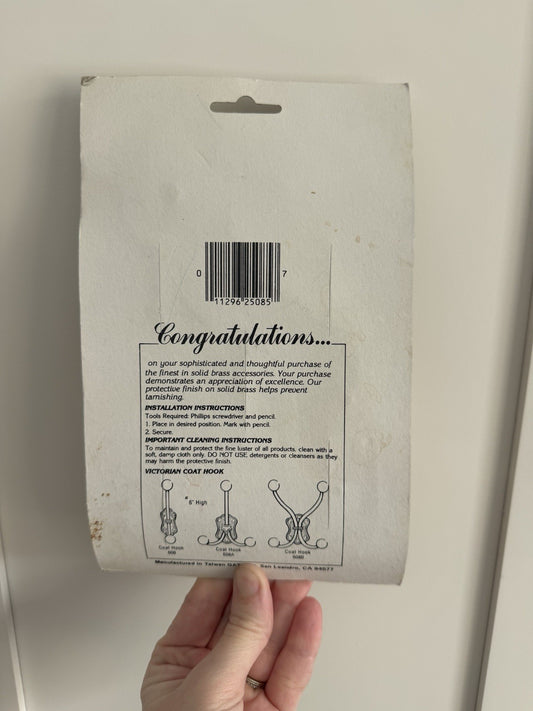 0 7
11296 25085
Congratulations...
on your sophisticated and thoughtful purchase of
the finest in solid brass accessories. Your purchase
demonstrates an appreciation of excellence. Our
protective finish on solid brass helps prevent
tarnishing.
INSTALLATION INSTRUCTIONS
Tools Required: Phillips screwdriver and pencil.
1. Place in desired position. Mark with pencil.
2. Secure.
IMPORTANT CLEANING INSTRUCTIONS
To maintain and protect the fine luster of all products, clean with a
soft, damp cloth only. DO NOT USE detergents or cleansers as they
may harm the protective finish.
VICTORIAN COAT HOOK
6" High
Coat Hook Coat Hook Coat Hook
608A 608B
Manufactured in Taiwan San Leandro, CA 94577